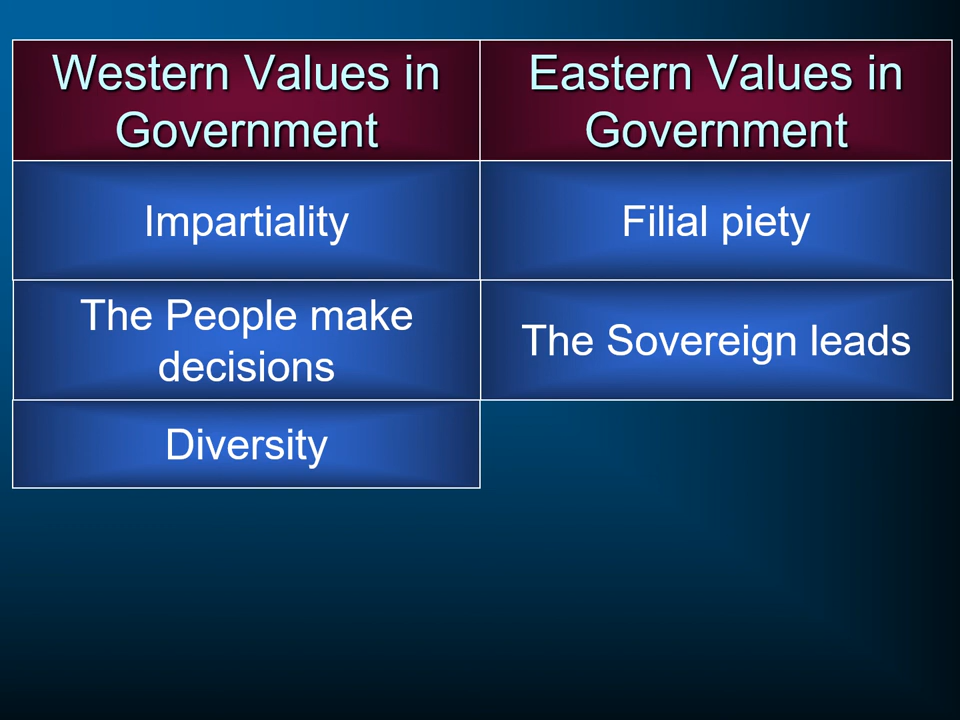 Western Values in
Government
Eastern Values in
Government
Impartiality
Filial piety
The People make
decisions
The Sovereign leads
Diversity